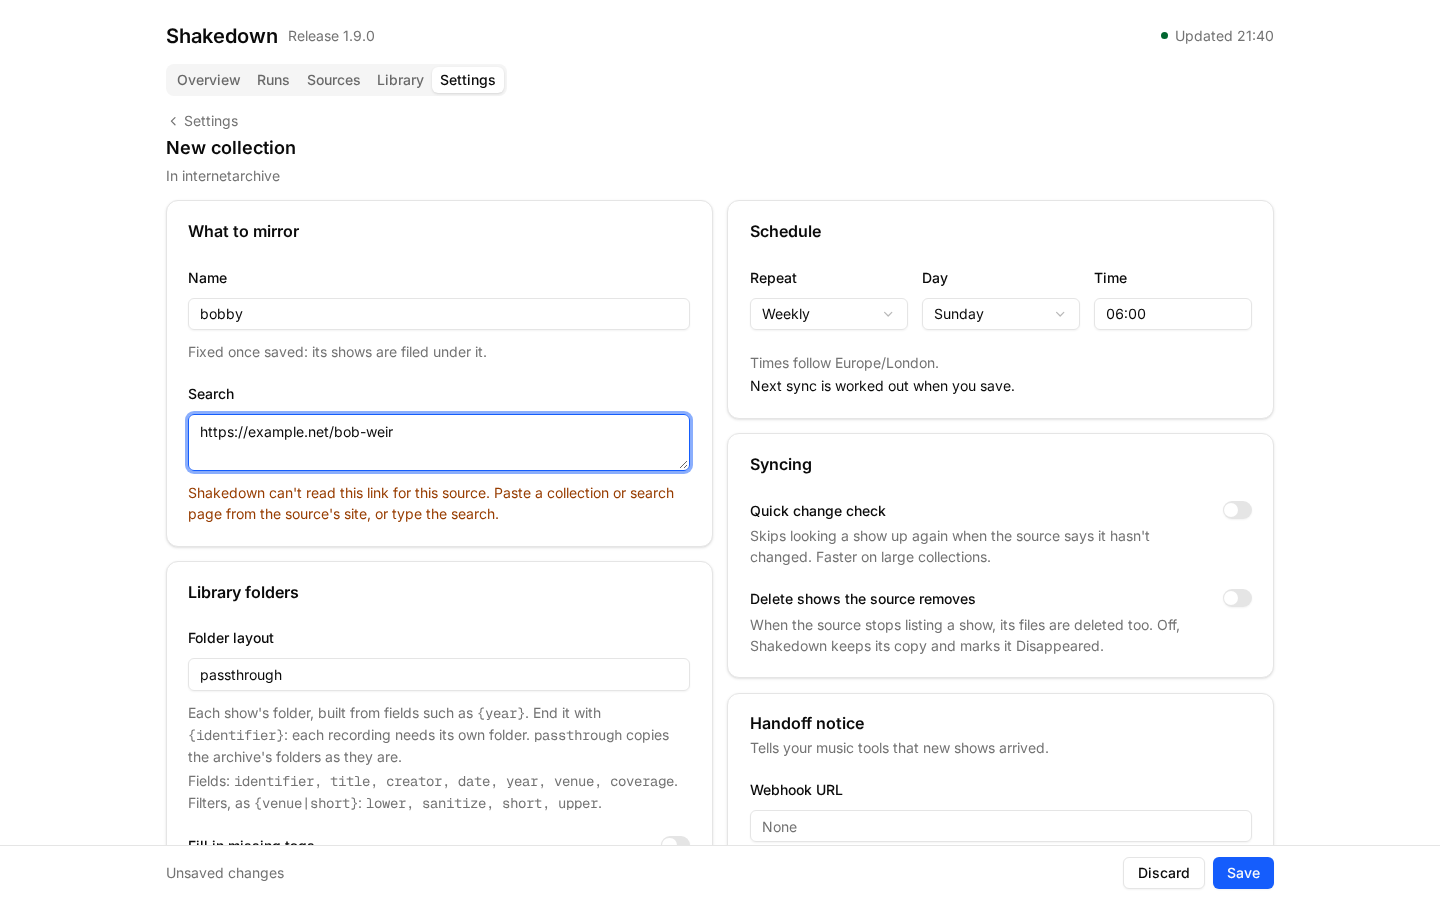 Shakedown Release 1.9.0
Updated 21:40
Overview Runs Sources Library Settings
Settings
New collection
In internetarchive
What to mirror
Name
bobby
Fixed once saved: its shows are filed under it.
Search
https://example.net/bob-weir
Shakedown can't read this link for this source. Paste a collection or search
page from the source's site, or type the search.
Library folders
Folder layout
passthrough
Each show's folder, built from fields such as {year}. End it with
{identifier}: each recording needs its own folder. passthrough copies
the archive's folders as they are.
Fields: identifier, title, creator, date, year, venue, coverage.
Filters, as {venue|short}: lower, sanitize, short, upper.
Fill in missing tags
Schedule
Repeat Day Time
Weekly Sunday 06:00
Times follow Europe/London.
Next sync is worked out when you save.
Syncing
Quick change check
Skips looking a show up again when the source says it hasn't
changed. Faster on large collections.
Delete shows the source removes
When the source stops listing a show, its files are deleted too. Off,
Shakedown keeps its copy and marks it Disappeared.
Handoff notice
Tells your music tools that new shows arrived.
Webhook URL
None
Unsaved changes
Discard Save